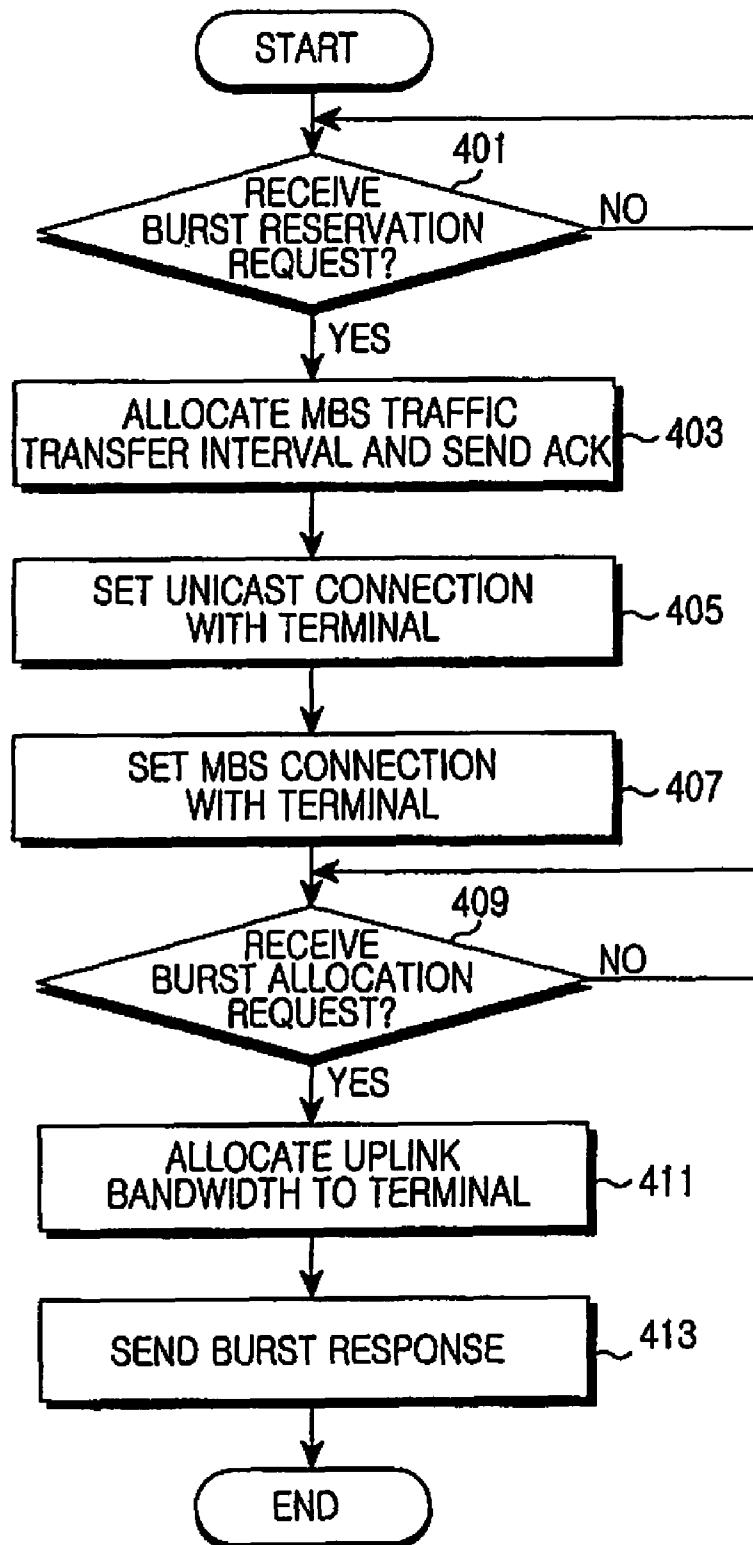 START
401
RECEIVE
BURST RESERVATION
REQUEST?
NO
YES
ALLOCATE MBS TRAFFIC
TRANSFER INTERVAL AND SEND ACK
403
SET UNICAST CONNECTION
WITH TERMINAL
405
SET MBS CONNECTION
WITH TERMINAL
407
409
RECEIVE
BURST ALLOCATION
REQUEST?
NO
YES
ALLOCATE UPLINK
BANDWIDTH TO TERMINAL
411
SEND BURST RESPONSE
413
END